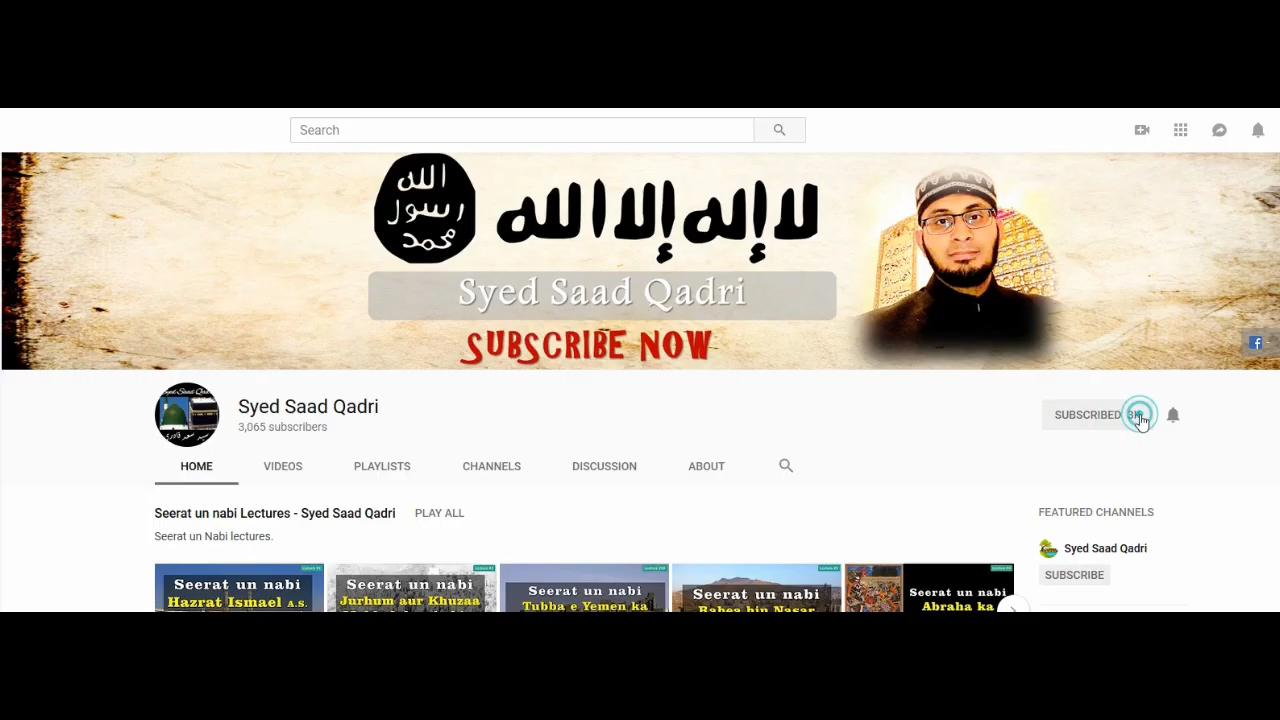 Search
الله
رسول
محمد
لا إله إلا الله
Syed Saad Qadri
SUBSCRIBE NOW
Syed Saad Qadri
3,065 subscribers
SUBSCRIBED
HOME VIDEOS PLAYLISTS CHANNELS DISCUSSION ABOUT
Seerat un nabi Lectures - Syed Saad Qadri PLAY ALL
Seerat un Nabi lectures.
FEATURED CHANNELS
Syed Saad Qadri
SUBSCRIBE
Seerat un nabi
Hazrat Ismael A.S.
Seerat un nabi
Jurhum aur Khuzaa
Seerat un nabi
Tubba e Yemen ka
Seerat un nabi
Rabea bin Nasar
Seerat un nabi
Abraha ka